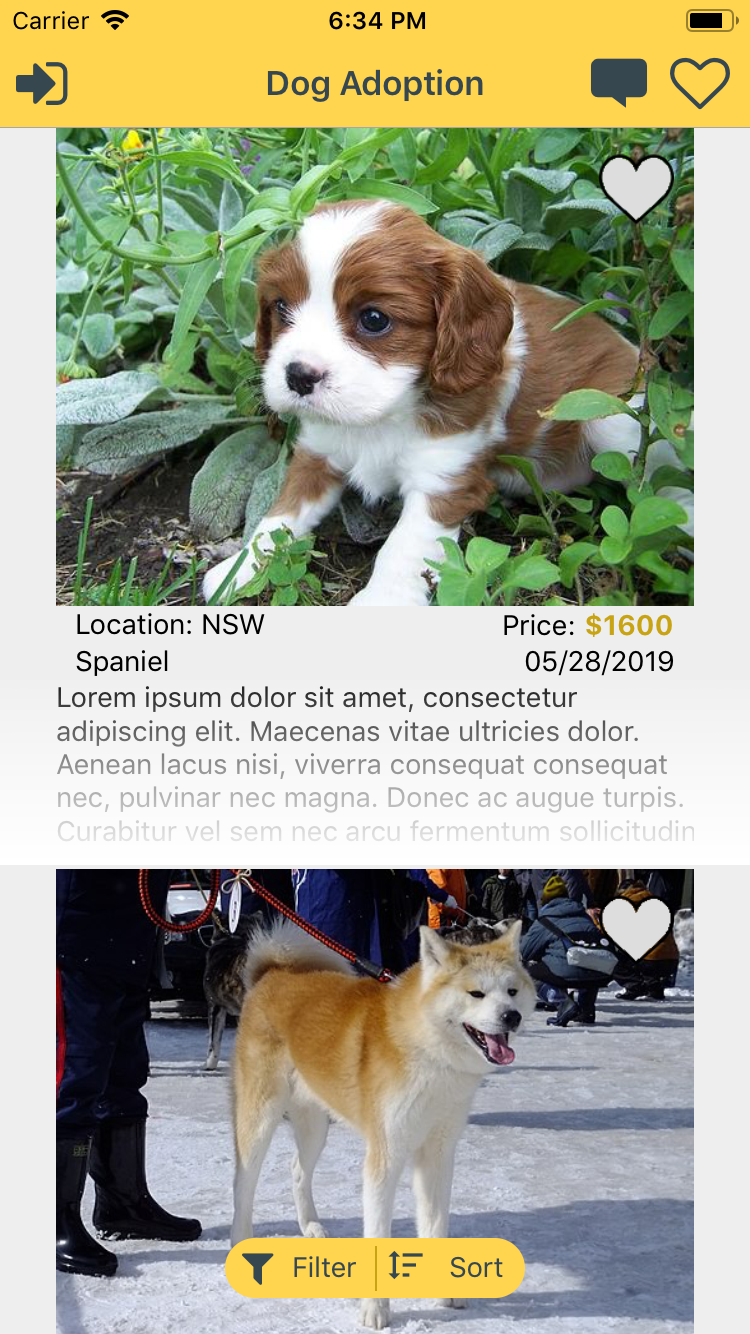 Carrier 6:34 PM
Dog Adoption
Location: NSW Price: $1600
Spaniel 05/28/2019
Lorem ipsum dolor sit amet, consectetur
adipiscing elit. Maecenas vitae ultricies dolor.
Aenean lacus nisi, viverra consequat consequat
nec, pulvinar nec magna. Donec ac augue turpis.
Curabitur vel sem nec arcu fermentum sollicitudin
Filter Sort